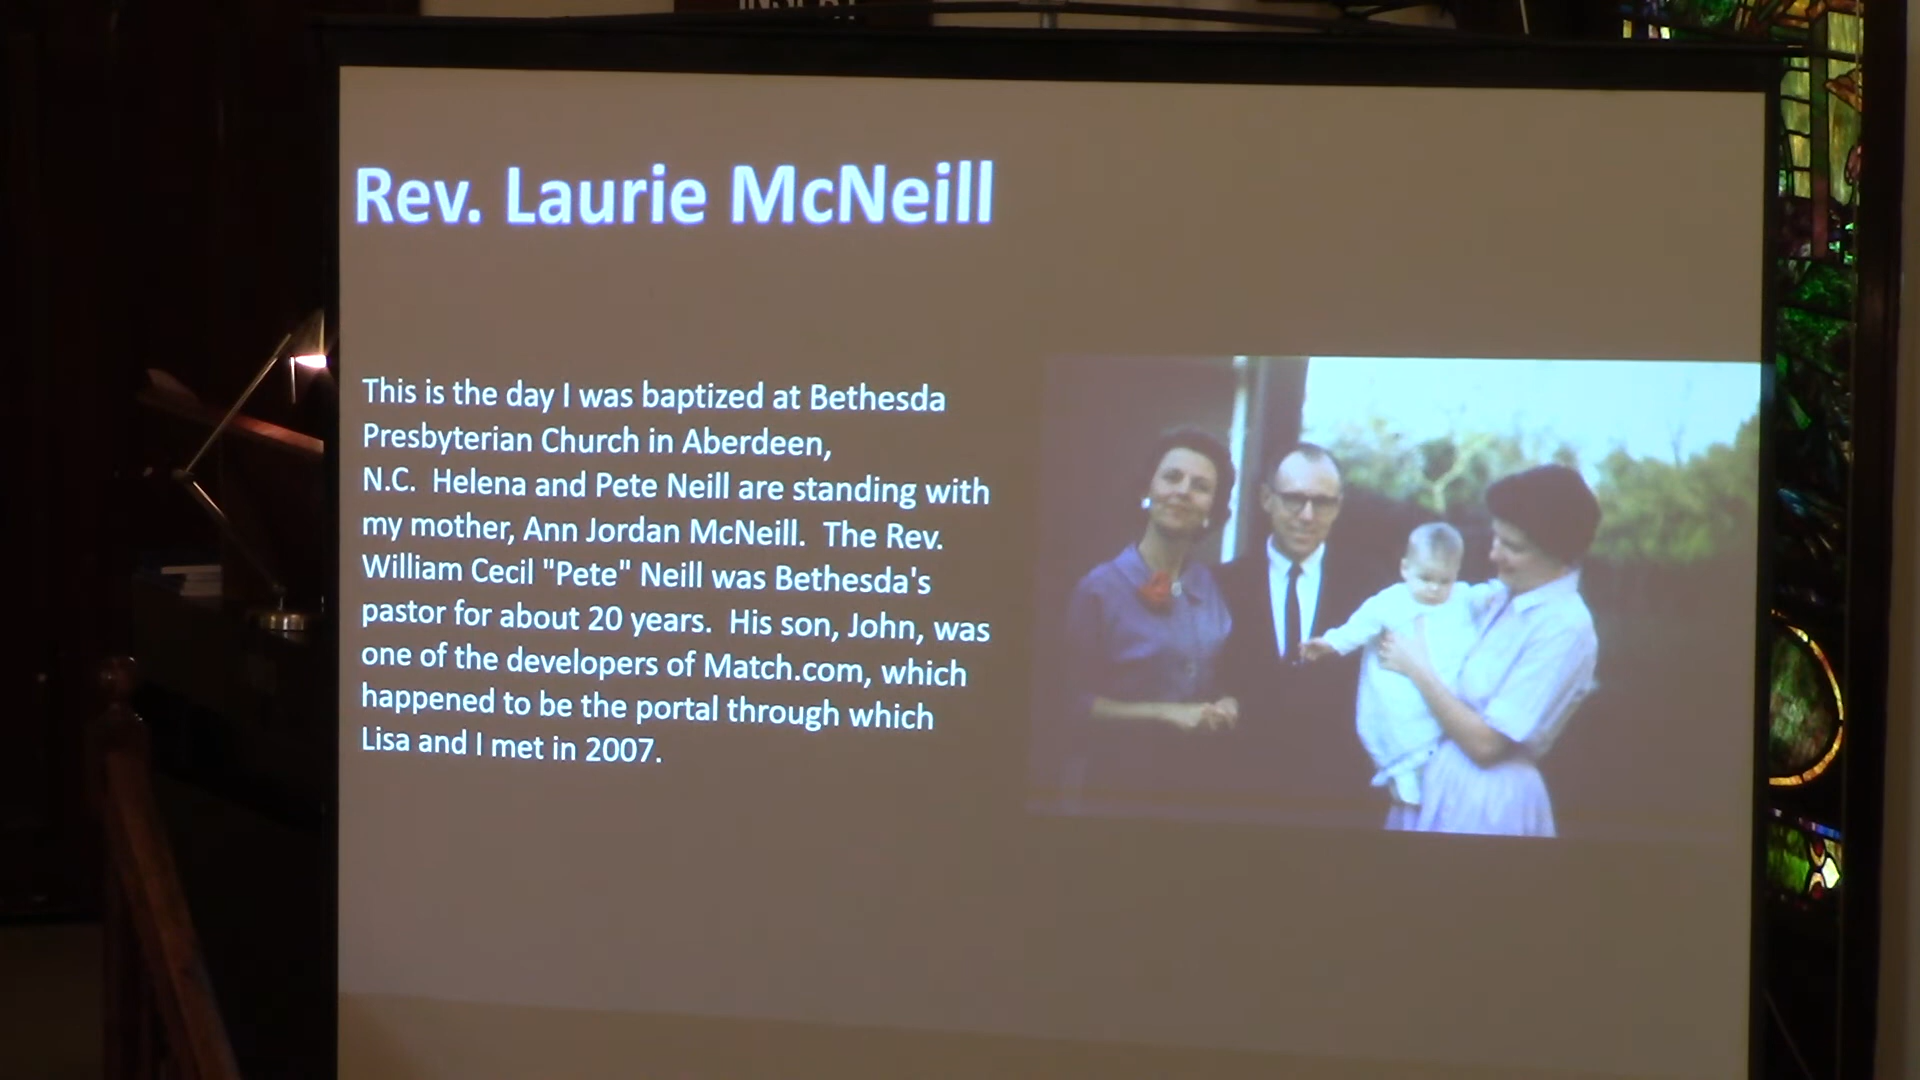 Rev. Laurie McNeill
This is the day I was baptized at Bethesda
Presbyterian Church in Aberdeen,
N.C.  Helena and Pete Neill are standing with
my mother, Ann Jordan McNeill.  The Rev.
William Cecil "Pete" Neill was Bethesda's
pastor for about 20 years.  His son, John, was
one of the developers of Match.com, which
happened to be the portal through which
Lisa and I met in 2007.